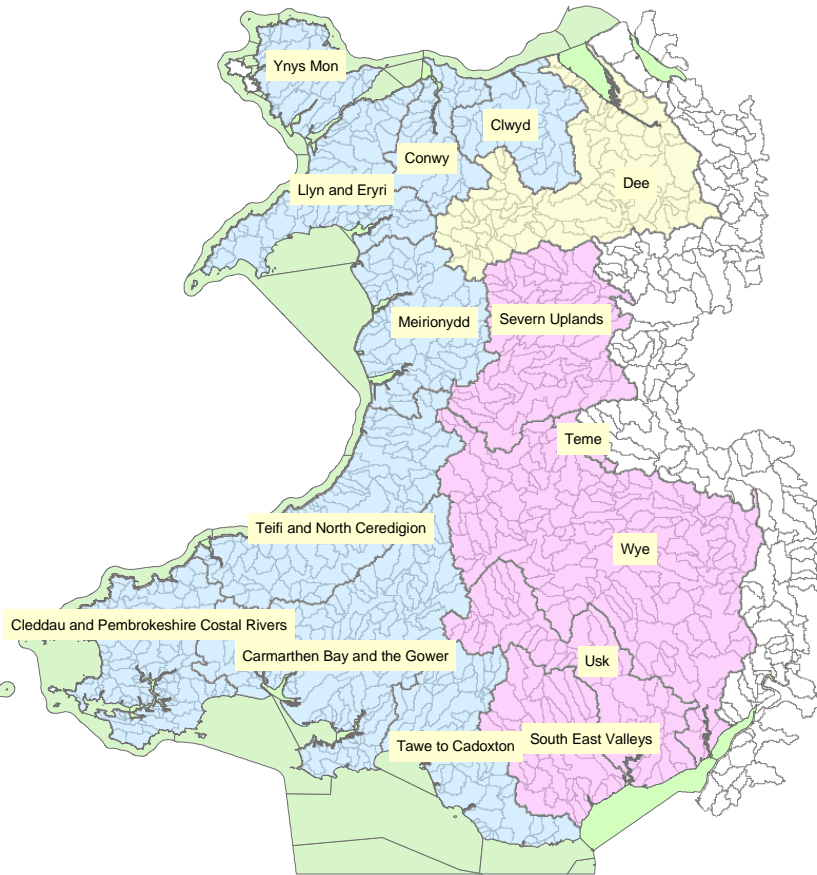 Ynys Mon
Clwyd
Conwy
Dee
Llyn and Eryri
Severn Uplands
Meirionydd
Teme
Teifi and North Ceredigion
Wye
Cleddau and Pembrokeshire Costal Rivers
Carmarthen Bay and the Gower
Usk
South East Valleys
Tawe to Cadoxton